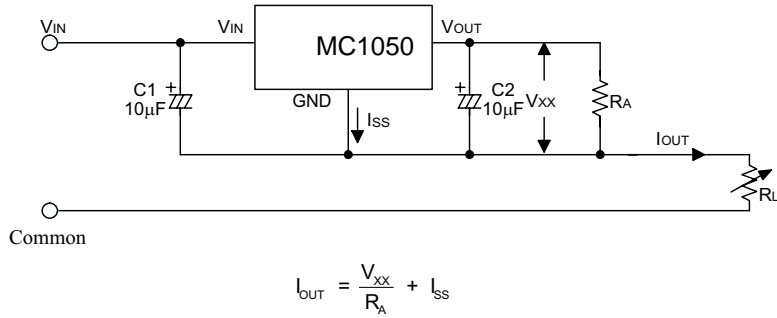 VIN
VIN
MC1050
VOUT
C1
10μF
GND
ISS
C2
10μF
VXX
RA
IOUT
RL
Common
IOUT = VXX / RA + ISS